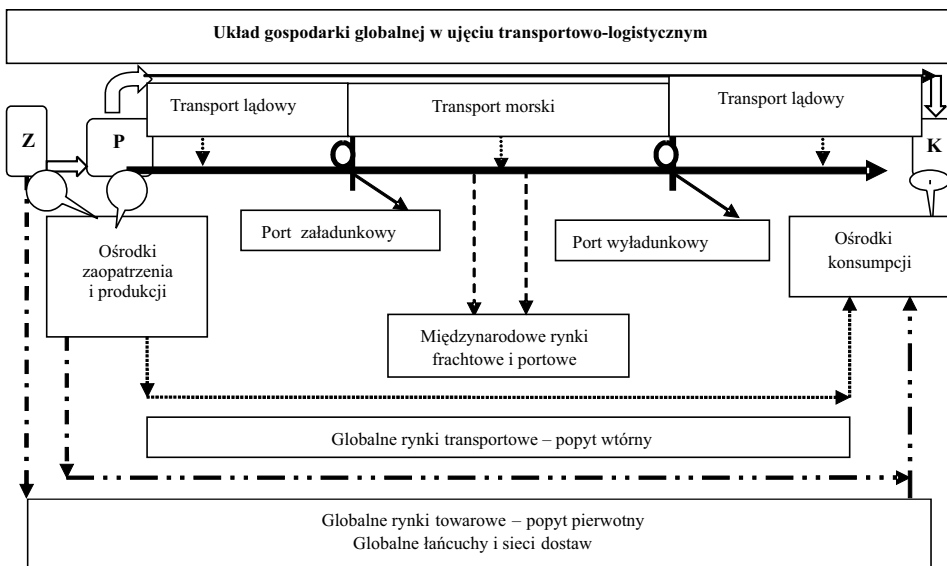 Układ gospodarki globalnej w ujęciu transportowo-logistycznym
Transport lądowy
Transport morski
Transport lądowy
Z
P
K
Port załadunkowy
Port wyładunkowy
Ośrodki
zaopatrzenia
i produkcji
Ośrodki
konsumpcji
Międzynarodowe rynki
frachtowe i portowe
Globalne rynki transportowe – popyt wtórny
Globalne rynki towarowe – popyt pierwotny
Globalne łańcuchy i sieci dostaw